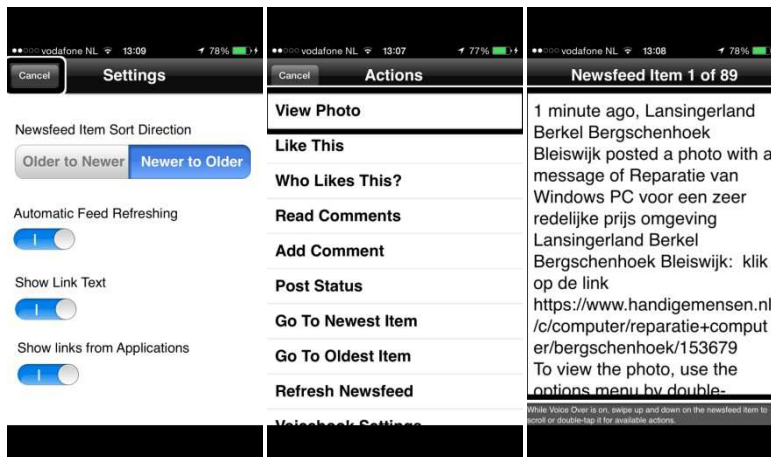 vodafone NL 13:09 78%
Cancel Settings
Newsfeed Item Sort Direction
Older to Newer Newer to Older
Automatic Feed Refreshing
Show Link Text
Show links from Applications
vodafone NL 13:07 77%
Cancel Actions
View Photo
Like This
Who Likes This?
Read Comments
Add Comment
Post Status
Go To Newest Item
Go To Oldest Item
Refresh Newsfeed
Voicebook Settings
vodafone NL 13:08 78%
Newsfeed Item 1 of 89
1 minute ago, Lansingerland
Berkel Bergschenhoek
Bleiswijk posted a photo with a
message of Reparatie van
Windows PC voor een zeer
redelijke prijs omgeving
Lansingerland Berkel
Bergschenhoek Bleiswijk: klik
op de link
https://www.handigemensen.nl
/c/computer/reparatie+comput
er/bergschenhoek/153679
To view the photo, use the
options menu by double-
While Voice Over is on, swipe up and down on the newsfeed item to
scroll or double-tap it for available actions.